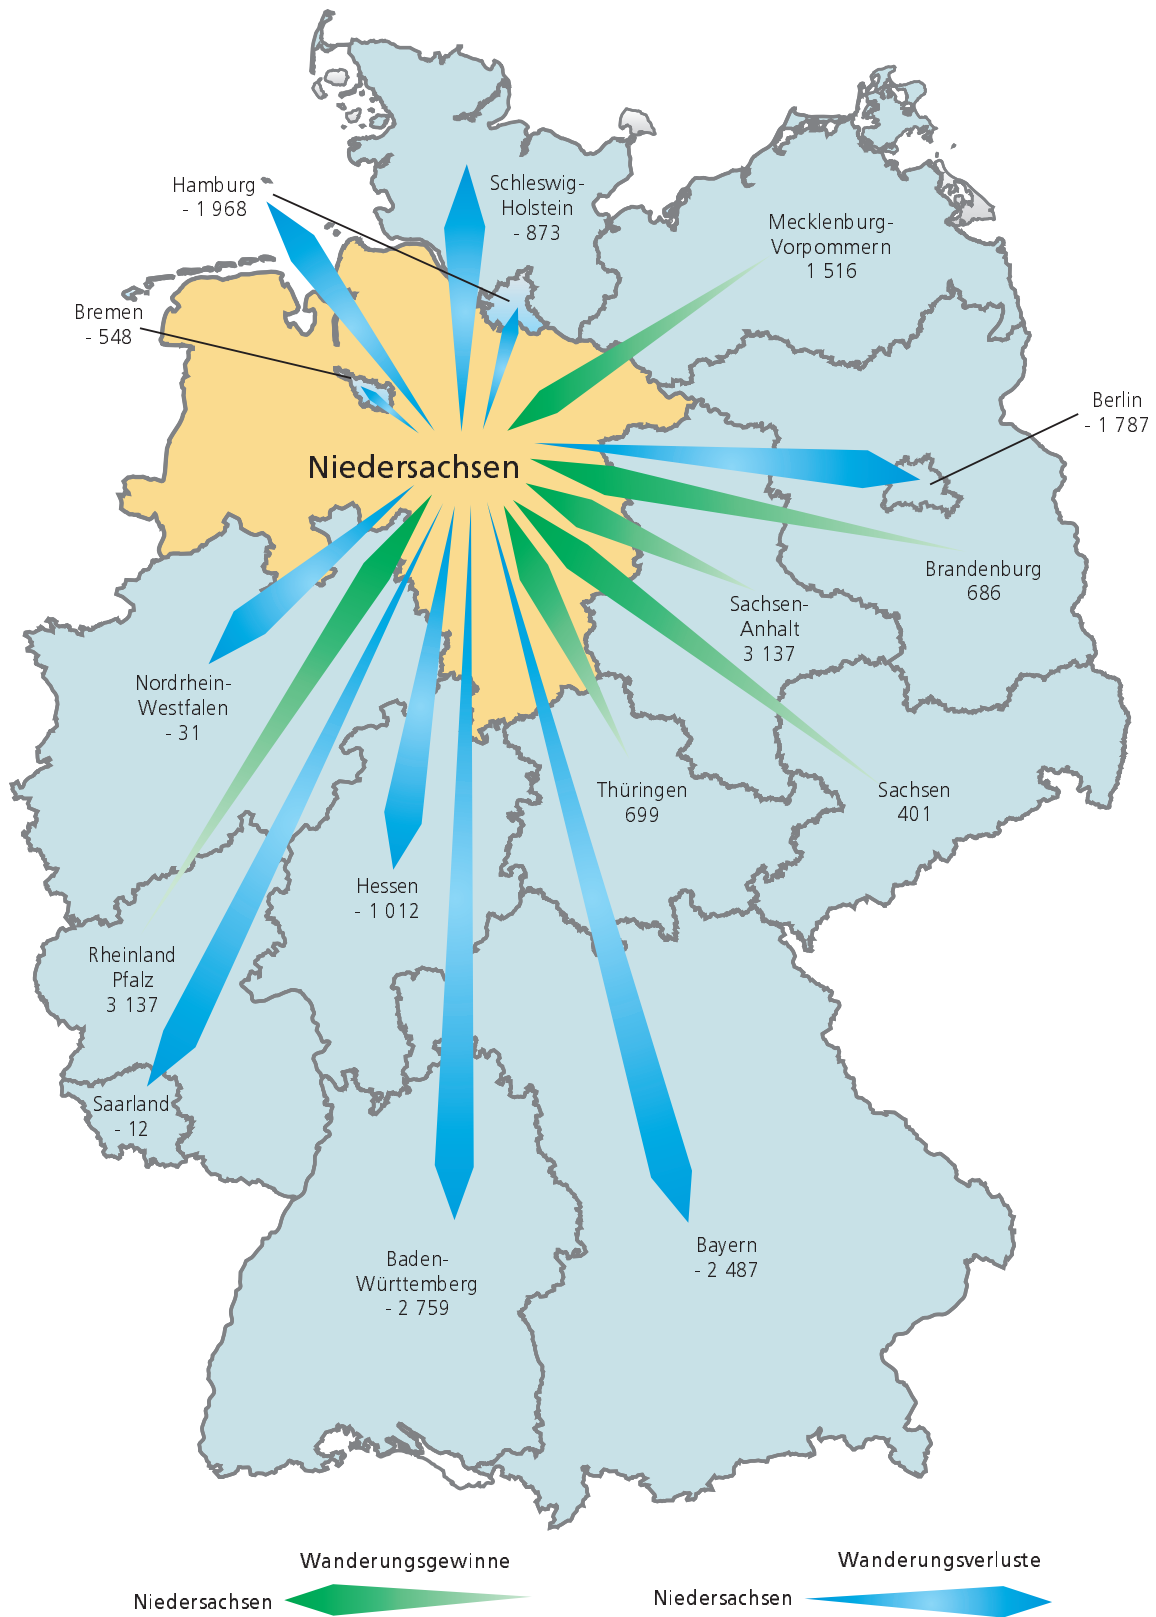 Hamburg
- 1 968
Schleswig-
Holstein
- 873
Mecklenburg-
Vorpommern
1 516
Bremen
- 548
Berlin
- 1 787
Niedersachsen
Brandenburg
686
Sachsen-
Anhalt
3 137
Nordrhein-
Westfalen
- 31
Thüringen
699
Sachsen
401
Hessen
- 1 012
Rheinland
Pfalz
3 137
Saarland
- 12
Baden-
Württemberg
- 2 759
Bayern
- 2 487
Wanderungsgewinne
Niedersachsen
Wanderungsverluste
Niedersachsen